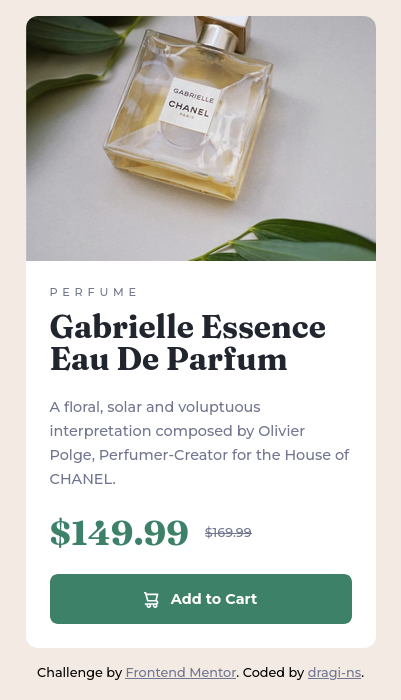 GABRIELLE
CHANEL
PARIS
PERFUME
Gabrielle Essence
Eau De Parfum
A floral, solar and voluptuous
interpretation composed by Olivier
Polge, Perfumer-Creator for the House of
CHANEL.
$149.99 $169.99
Add to Cart
Challenge by Frontend Mentor. Coded by dragi-ns.